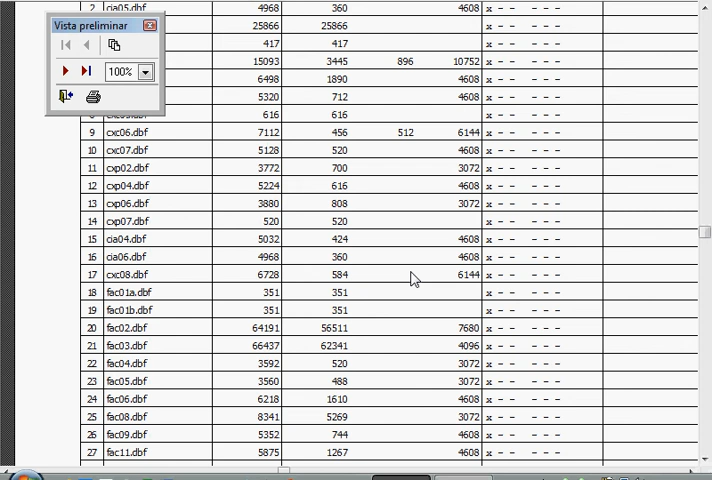 2 cia05.dbf 4968 360 4608 x - - - - -
Vista preliminar
25866 25866 x - - - - -
417 417 x - - - - -
15093 3445 896 10752 x - - - - -
100%
6498 1890 4608 x - - - - -
5320 712 4608 x - - - - -
616 616 x - - - - -
9 cxc06.dbf 7112 456 512 6144 x - - - - -
10 cxc07.dbf 5128 520 4608 x - - - - -
11 cxp02.dbf 3772 700 3072 x - - - - -
12 cxp04.dbf 5224 616 4608 x - - - - -
13 cxp06.dbf 3880 808 3072 x - - - - -
14 cxp07.dbf 520 520 x - - - - -
15 cia04.dbf 5032 424 4608 x - - - - -
16 cia06.dbf 4968 360 4608 x - - - - -
17 cxc08.dbf 6728 584 6144 x - - - - -
18 fac01a.dbf 351 351 x - - - - -
19 fac01b.dbf 351 351 x - - - - -
20 fac02.dbf 64191 56511 7680 x - - - - -
21 fac03.dbf 66437 62341 4096 x - - - - -
22 fac04.dbf 3592 520 3072 x - - - - -
23 fac05.dbf 3560 488 3072 x - - - - -
24 fac06.dbf 6218 1610 4608 x - - - - -
25 fac08.dbf 8341 5269 3072 x - - - - -
26 fac09.dbf 5352 744 4608 x - - - - -
27 fac11.dbf 5875 1267 4608 x - - - - -